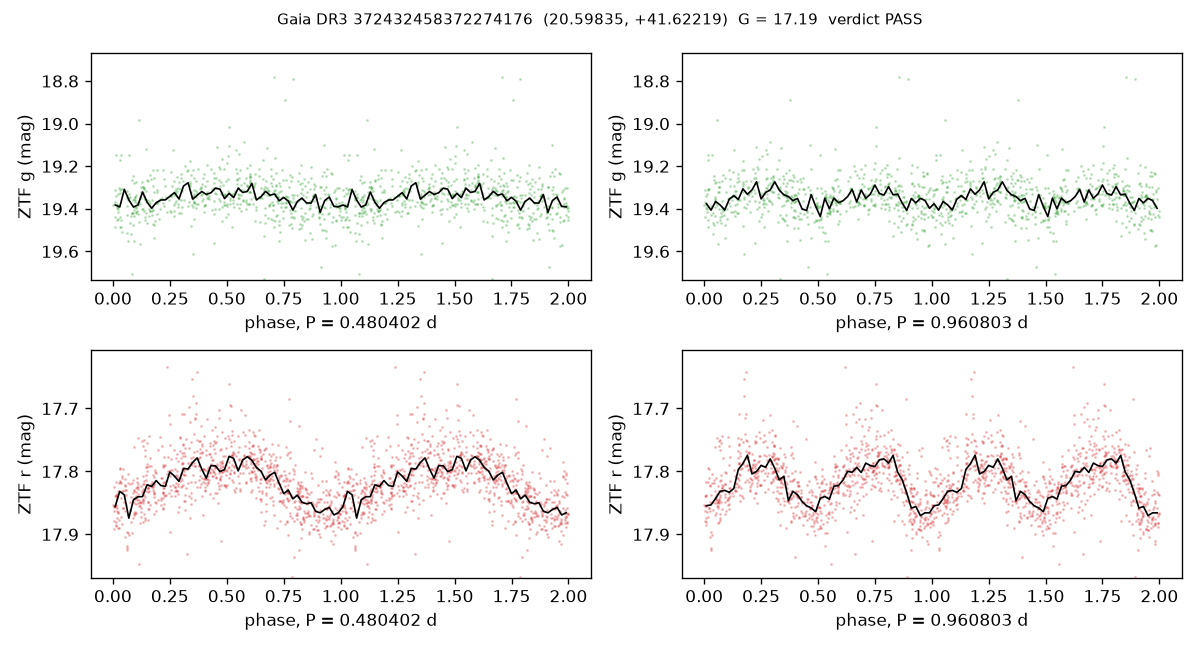 Gaia DR3 372432458372274176 (20.59835, +41.62219) G = 17.19 verdict PASS
ZTF g (mag)
18.8
19.0
19.2
19.4
19.6
0.00 0.25 0.50 0.75 1.00 1.25 1.50 1.75 2.00
phase, P = 0.480402 d
ZTF g (mag)
18.8
19.0
19.2
19.4
19.6
0.00 0.25 0.50 0.75 1.00 1.25 1.50 1.75 2.00
phase, P = 0.960803 d
ZTF r (mag)
17.7
17.8
17.9
0.00 0.25 0.50 0.75 1.00 1.25 1.50 1.75 2.00
phase, P = 0.480402 d
ZTF r (mag)
17.7
17.8
17.9
0.00 0.25 0.50 0.75 1.00 1.25 1.50 1.75 2.00
phase, P = 0.960803 d